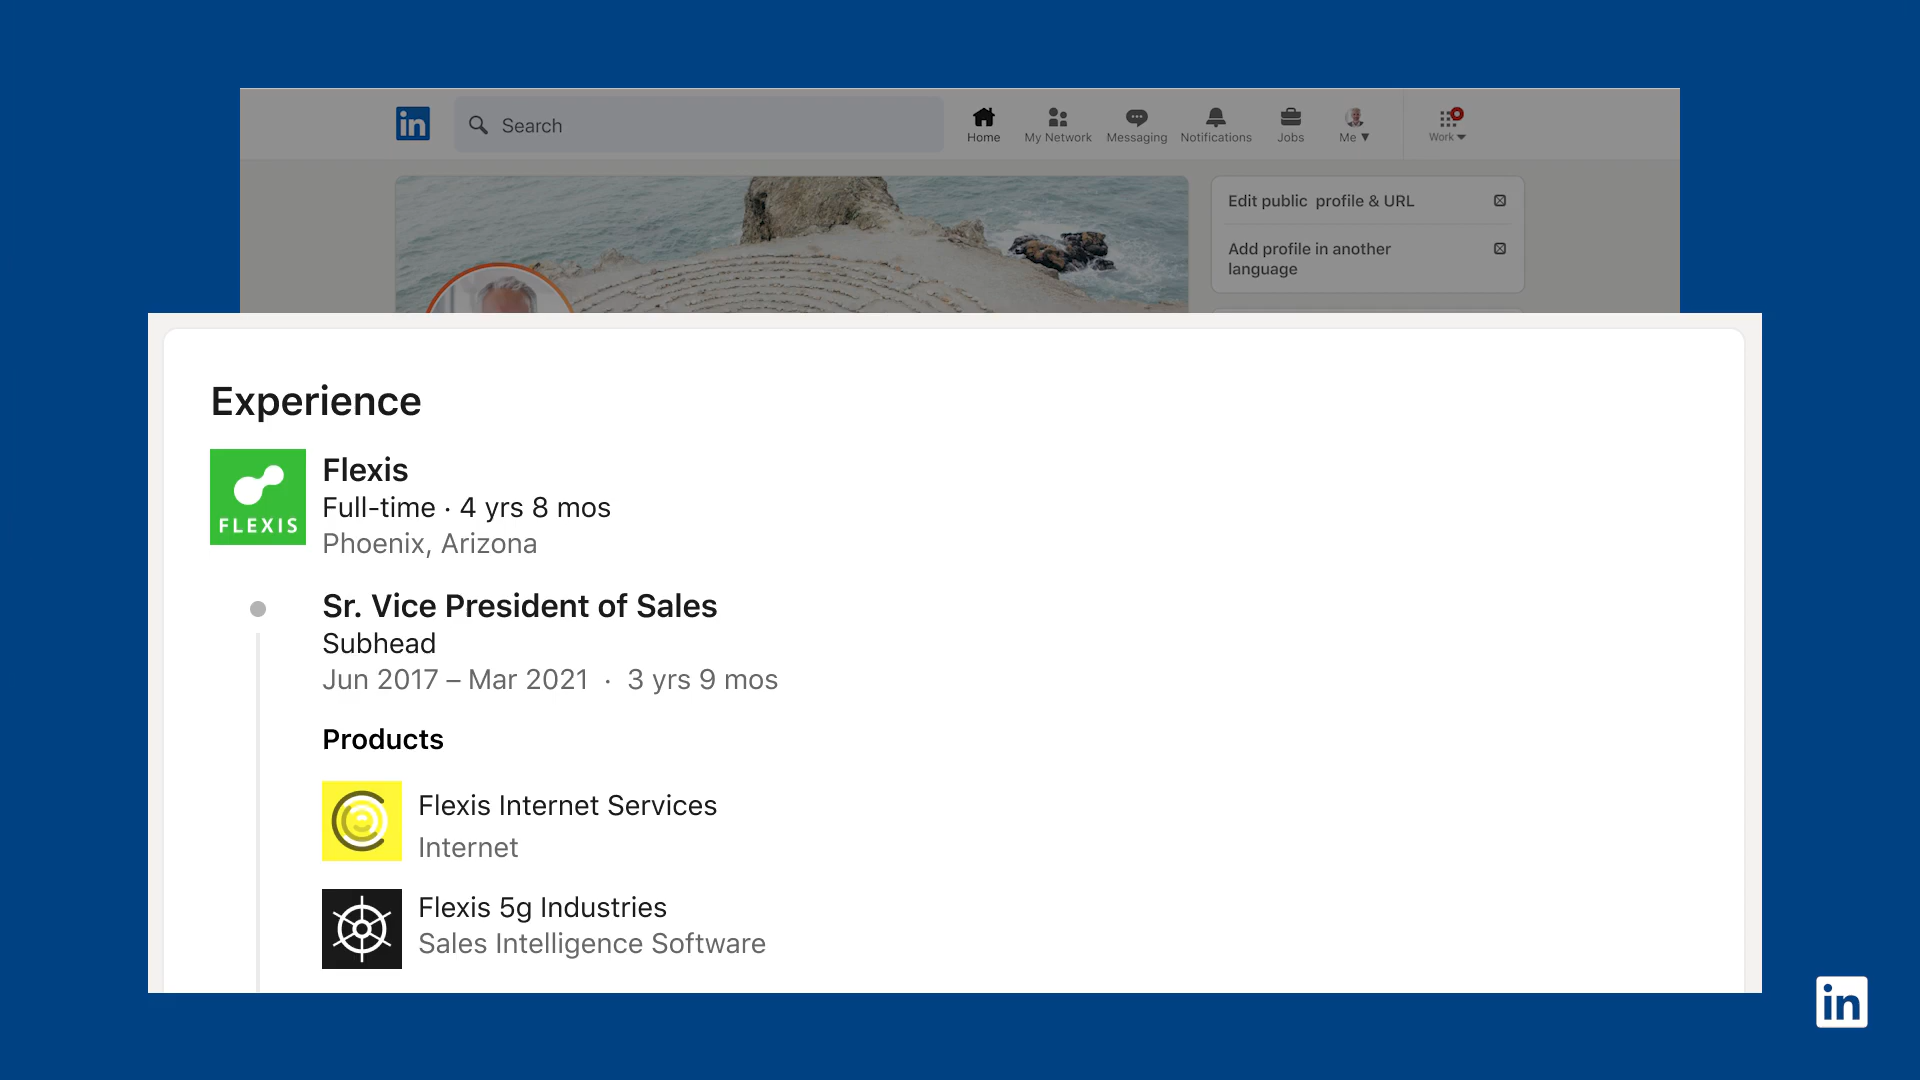 in
Search
Home
My Network
Messaging
Notifications
Jobs
Me ▼
Work
Edit public profile & URL
Add profile in another
language
Experience
FLEXIS
Flexis
Full-time · 4 yrs 8 mos
Phoenix, Arizona
Sr. Vice President of Sales
Subhead
Jun 2017 – Mar 2021 · 3 yrs 9 mos
Products
Flexis Internet Services
Internet
Flexis 5g Industries
Sales Intelligence Software
in